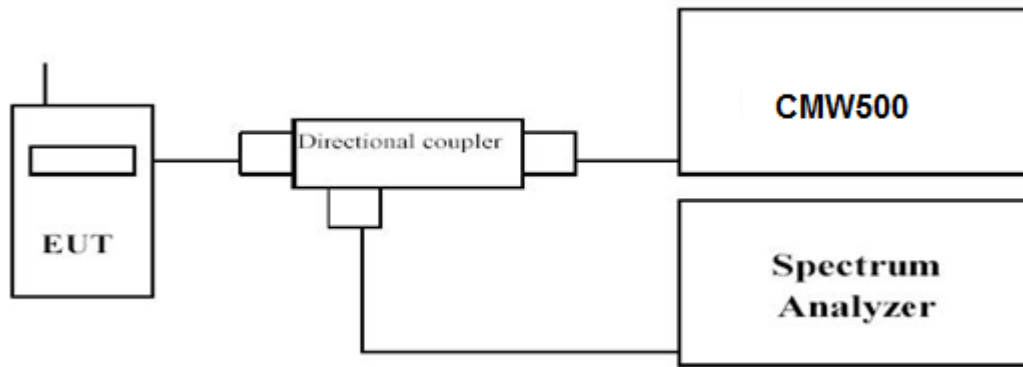 CMW500
Directional coupler
EUT
Spectrum
Analyzer